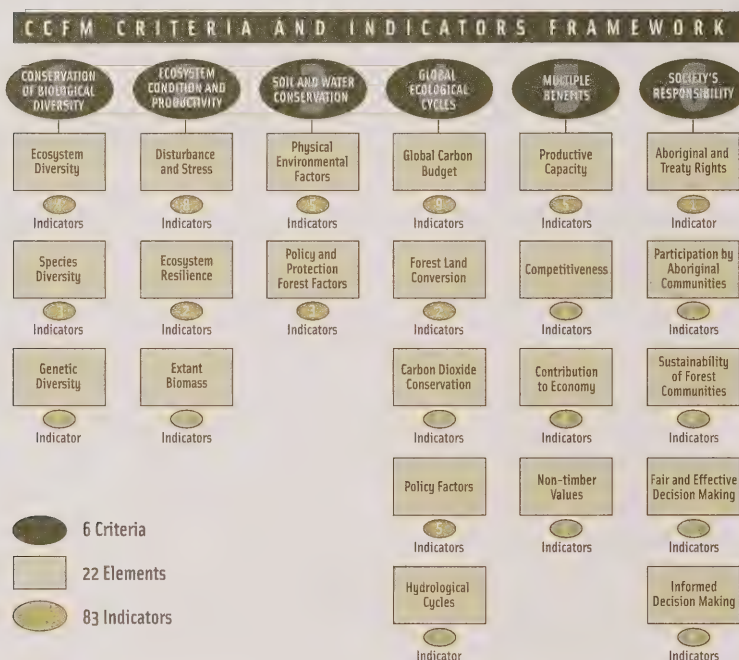 CCFM CRITERIA AND INDICATORS FRAMEWORK
CONSERVATION
OF BIOLOGICAL
DIVERSITY
Ecosystem
Diversity
Indicators
Species
Diversity
Indicators
Genetic
Diversity
Indicator
ECOSYSTEM
CONDITION AND
PRODUCTIVITY
Disturbance
and Stress
8
Indicators
Ecosystem
Resilience
2
Indicators
Extant
Biomass
Indicators
SOIL AND WATER
CONSERVATION
Physical
Environmental
Factors
5
Indicators
Policy and
Protection
Forest Factors
3
Indicators
GLOBAL
ECOLOGICAL
CYCLES
Global Carbon
Budget
9
Indicators
Forest Land
Conversion
2
Indicators
Carbon Dioxide
Conservation
Indicators
Policy Factors
5
Indicators
Hydrological
Cycles
Indicator
MULTIPLE
BENEFITS
Productive
Capacity
5
Indicators
Competitiveness
Indicators
Contribution
to Economy
Indicators
Non-timber
Values
Indicators
SOCIETY'S
RESPONSIBILITY
Aboriginal and
Treaty Rights
1
Indicator
Participation by
Aboriginal
Communities
Indicators
Sustainability
of Forest
Communities
Indicators
Fair and Effective
Decision Making
Indicators
Informed
Decision Making
Indicators
6 Criteria
22 Elements
83 Indicators